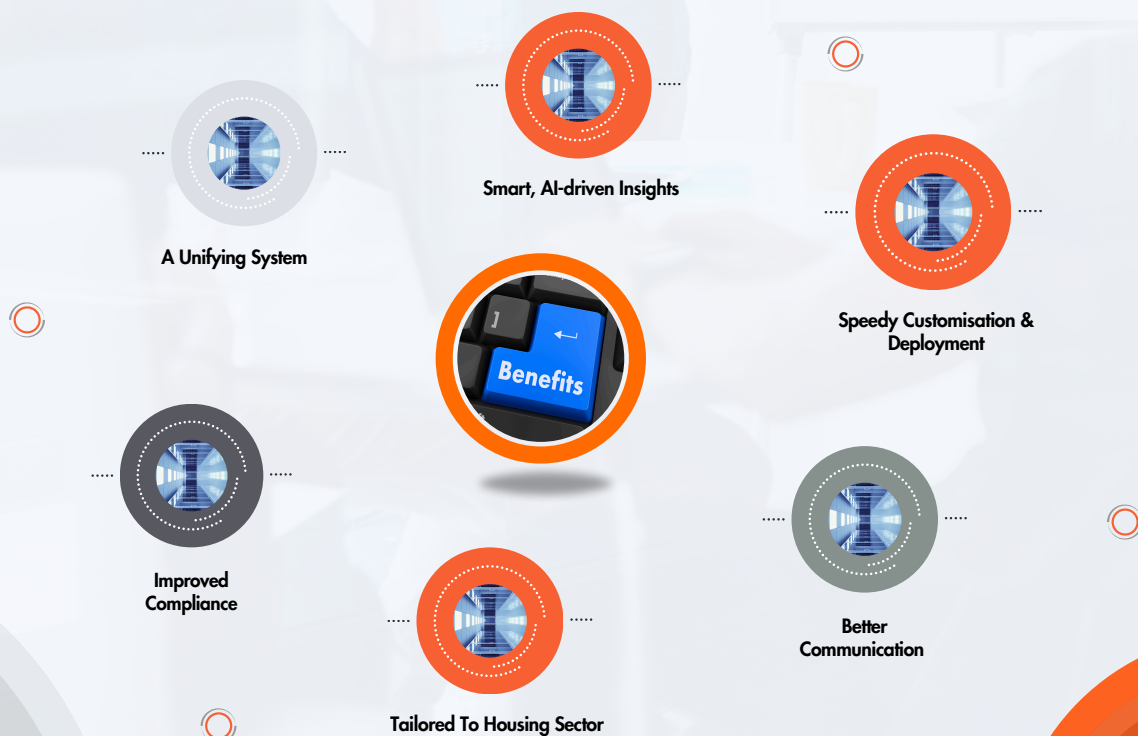 Smart, AI-driven Insights
A Unifying System
Speedy Customisation &
Deployment
Benefits
Improved
Compliance
Better
Communication
Tailored To Housing Sector